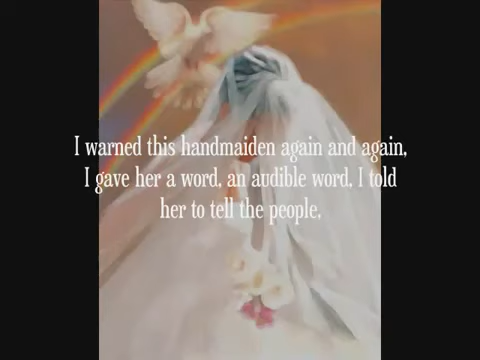 I warned this handmaiden again and again,
I gave her a word, an audible word. I told
her to tell the people.